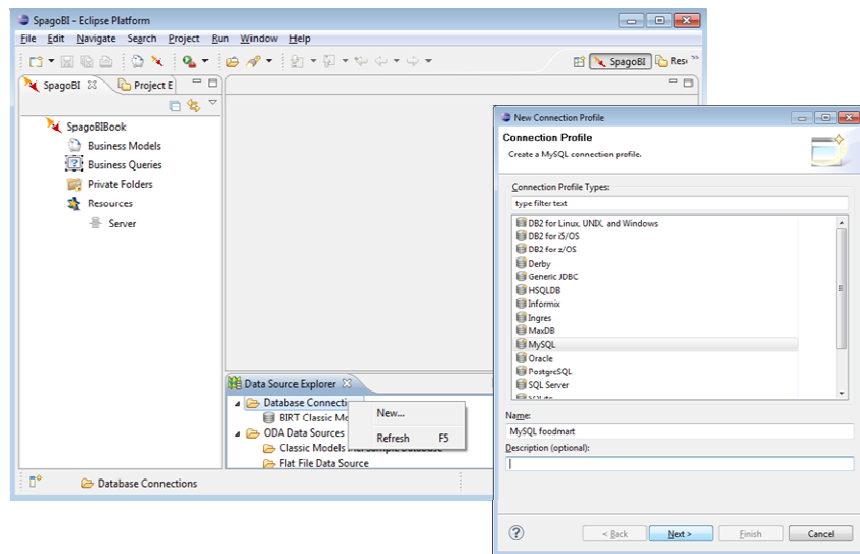 SpagoBI - Eclipse Platform
File Edit Navigate Search Project Run Window Help
SpagoBI
SpagoBI Project E
SpagoBIBook
Business Models
Business Queries
Private Folders
Resources
Server
Data Source Explorer
Database Connecti
BIRT Classic Mo
ODA Data Sources
Classic Models
Database
Flat File Data Source
New...
Refresh F5
Database Connections
New Connection Profile
Connection Profile
Create a MySQL connection profile.
Connection Profile Types:
type filter text
DB2 for Linux, UNIX, and Windows
DB2 for i5/OS
DB2 for z/OS
Derby
Generic JDBC
HSQLDB
Informix
Ingres
MaxDB
MySQL
Oracle
PostgreSQL
SQL Server
Name:
MySQL foodmart
Description (optional):
< Back Next > Finish Cancel